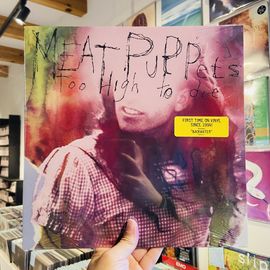 MEAT PUPPets
Too High to die
FIRST TIME ON VINYL
SINCE 1994!
"BACKWATER"